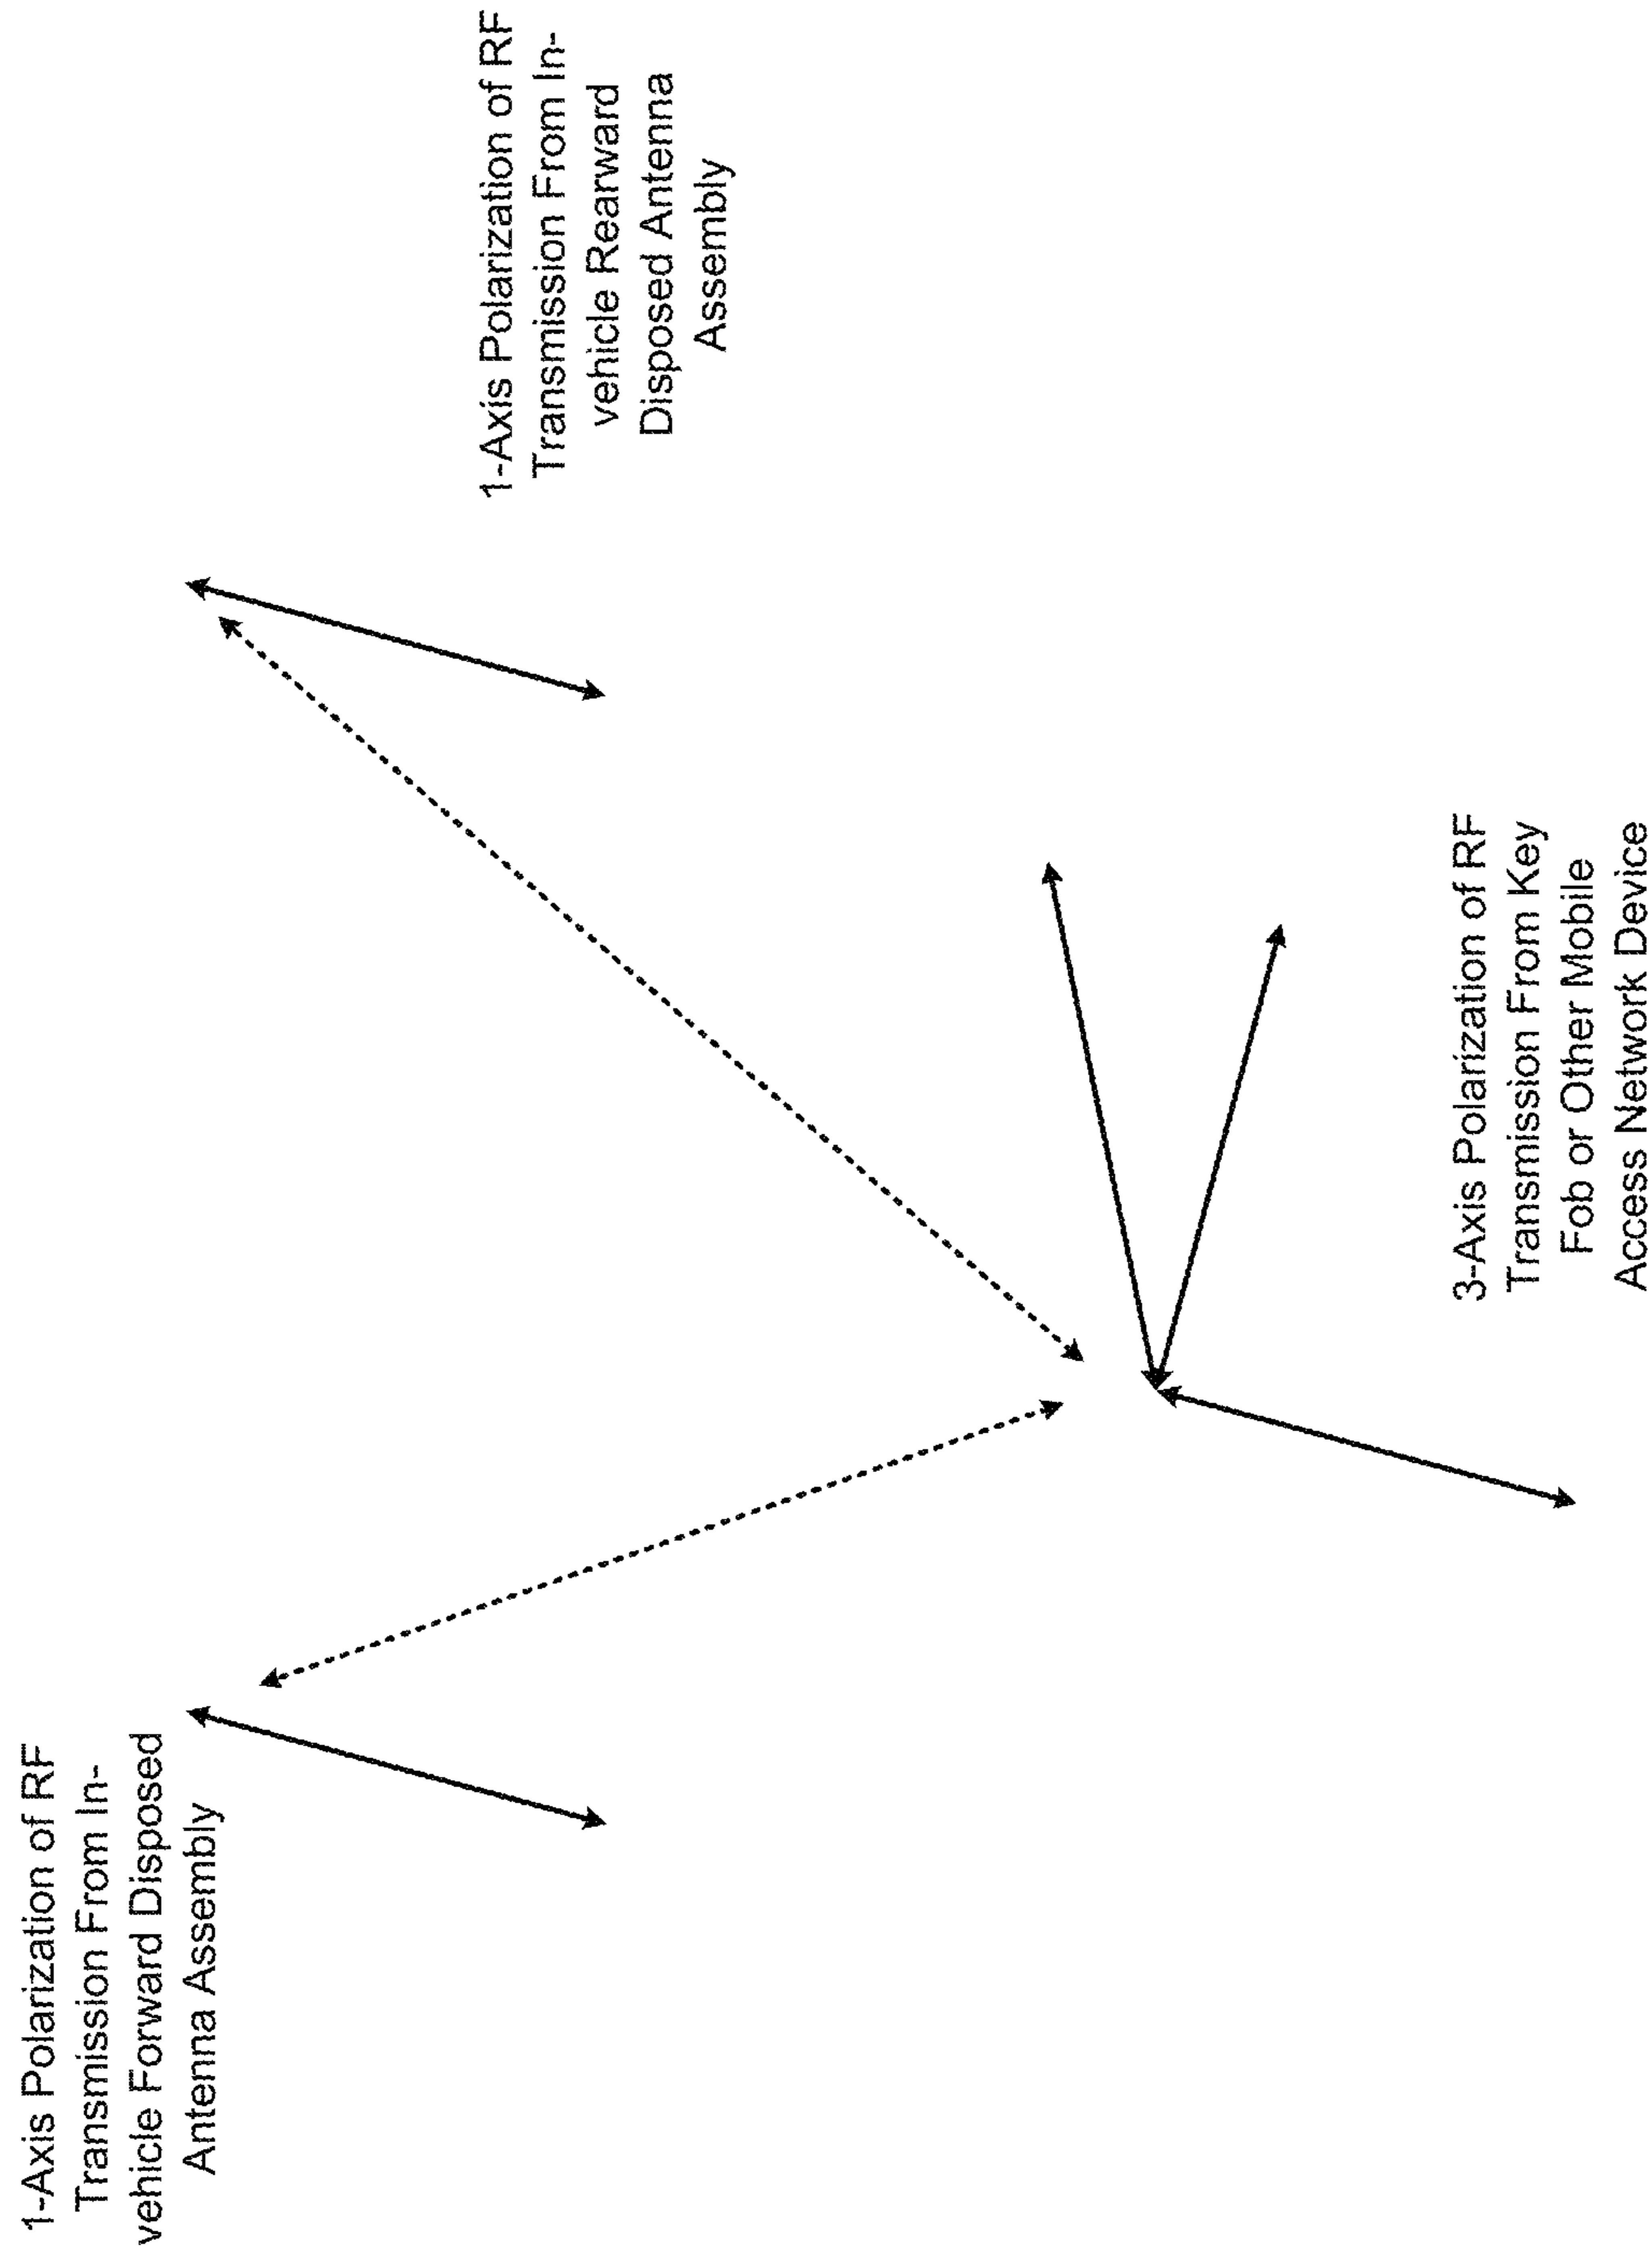 1-Axis Polarization of RF
Transmission From In-
vehicle Forward Disposed
Antenna Assembly
1-Axis Polarization of RF
Transmission From In-
vehicle Rearward
Disposed Antenna
Assembly
3-Axis Polarization of RF
Transmission From Key
Fob or Other Mobile
Access Network Device